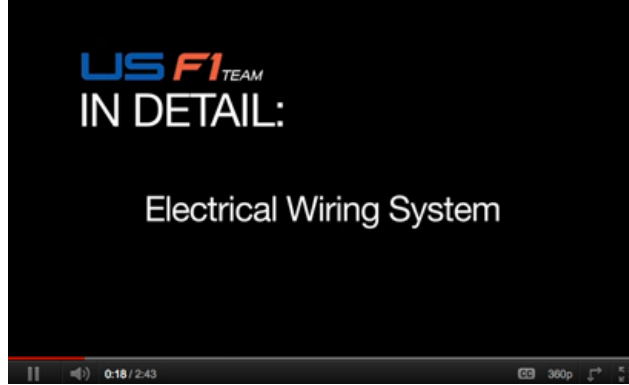 US F1 TEAM
IN DETAIL:
Electrical Wiring System
0:18 / 2:43
CC
360p